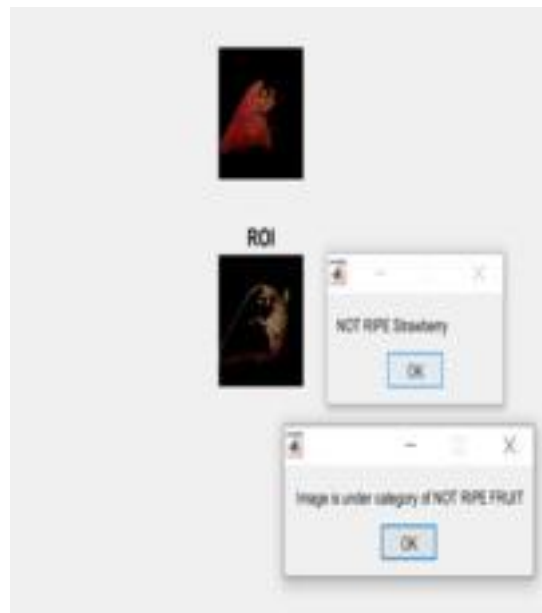 ROI
NOT RIPE Strawberry
OK
Image is under category of NOT RIPE FRUIT
OK